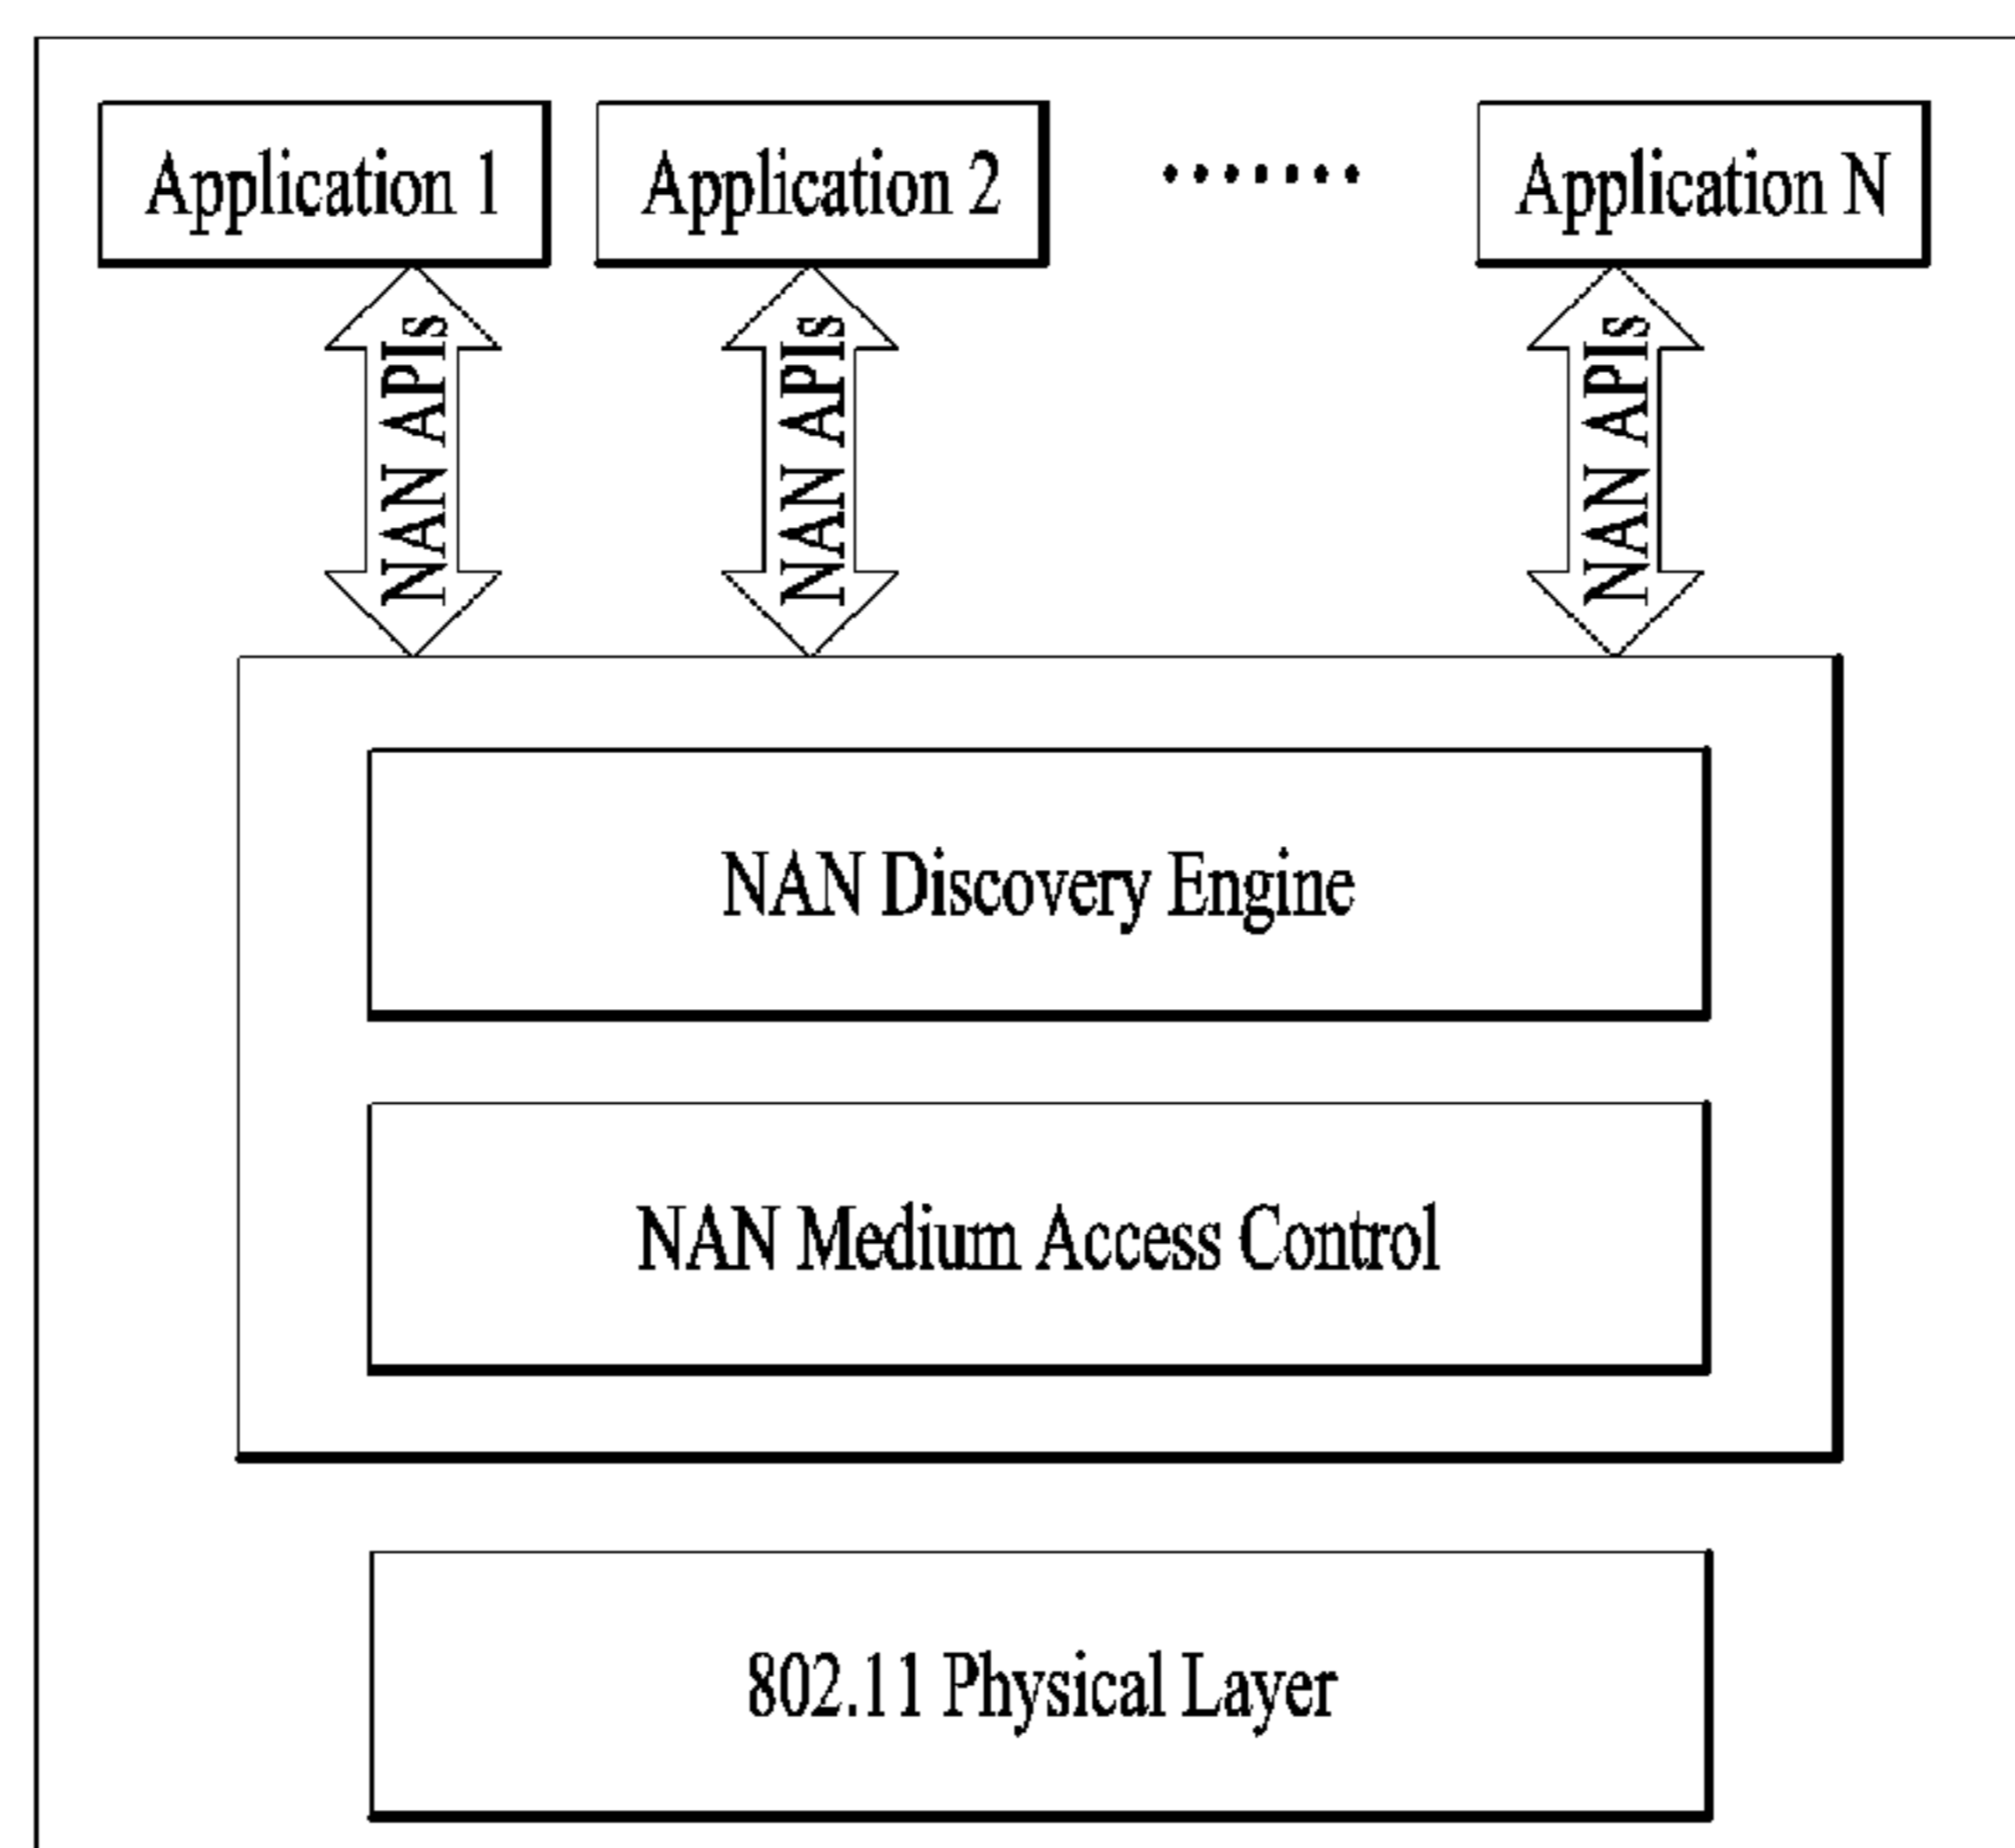 Application 1
Application 2
.......
Application N
NAN APIs
NAN APIs
NAN APIs
NAN Discovery Engine
NAN Medium Access Control
802.11 Physical Layer